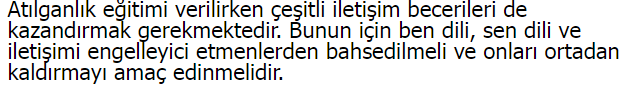 Atılganlık eğitimi verilirken çeşitli iletişim becerileri de
kazandırmak gerekmektedir. Bunun için ben dili, sen dili ve
iletişimi engelleyici etmenlerden bahsedilmeli ve onları ortadan
kaldırmayı amaç edinmelidir.